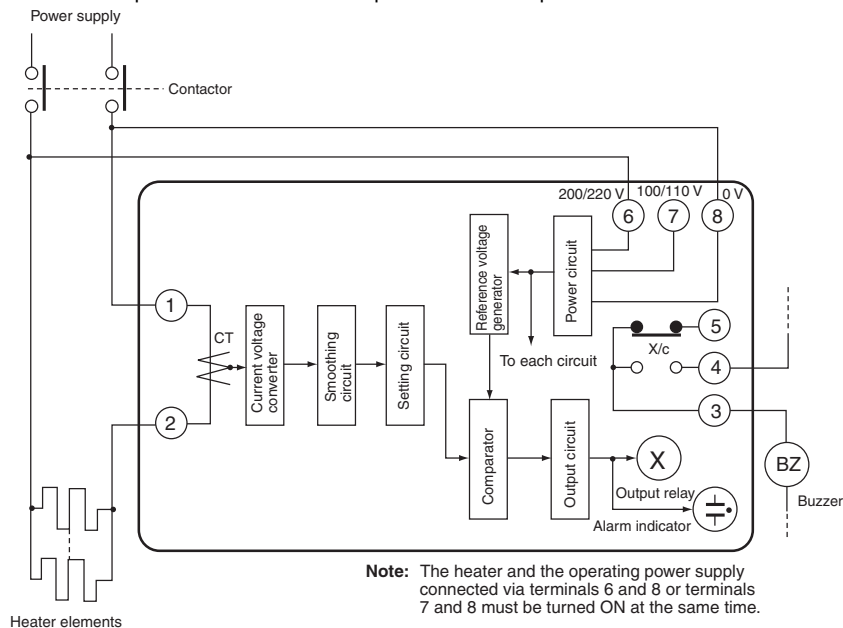 Power supply
Contactor
200/220 V
100/110 V
0 V
6
7
8
Reference voltage
generator
Power circuit
1
CT
Current voltage
converter
Smoothing
circuit
Setting circuit
To each circuit
5
X/c
4
3
2
Comparator
Output circuit
X
BZ
Output relay
Buzzer
Alarm indicator
Note: The heater and the operating power supply
connected via terminals 6 and 8 or terminals
7 and 8 must be turned ON at the same time.
Heater elements